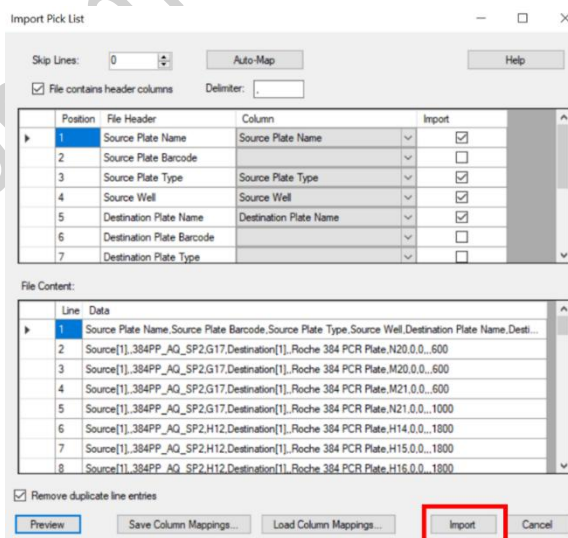 Import Pick List
Skip Lines: 0 Auto-Map Help
File contains header columns Delimiter: ,
Position File Header Column Import
1 Source Plate Name Source Plate Name
2 Source Plate Barcode
3 Source Plate Type Source Plate Type
4 Source Well Source Well
5 Destination Plate Name Destination Plate Name
6 Destination Plate Barcode
7 Destination Plate Type
File Content:
Line Data
1 Source Plate Name,Source Plate Barcode,Source Plate Type,Source Well,Destination Plate Name,Desti...
2 Source[1],,384PP_AQ_SP2,G17,Destination[1],,Roche 384 PCR Plate,N20,0,0,,,600
3 Source[1],,384PP_AQ_SP2,G17,Destination[1],,Roche 384 PCR Plate,M20,0,0,,,600
4 Source[1],,384PP_AQ_SP2,G17,Destination[1],,Roche 384 PCR Plate,M21,0,0,,,600
5 Source[1],,384PP_AQ_SP2,G17,Destination[1],,Roche 384 PCR Plate,N21,0,0,,,1000
6 Source[1],,384PP_AQ_SP2,H12,Destination[1],,Roche 384 PCR Plate,H14,0,0,,,1800
7 Source[1],,384PP_AQ_SP2,H12,Destination[1],,Roche 384 PCR Plate,H15,0,0,,,1800
8 Source[1],,384PP_AQ_SP2,H12,Destination[1],,Roche 384 PCR Plate,H16,0,0,,,1800
Remove duplicate line entries
Preview Save Column Mappings... Load Column Mappings... Import Cancel